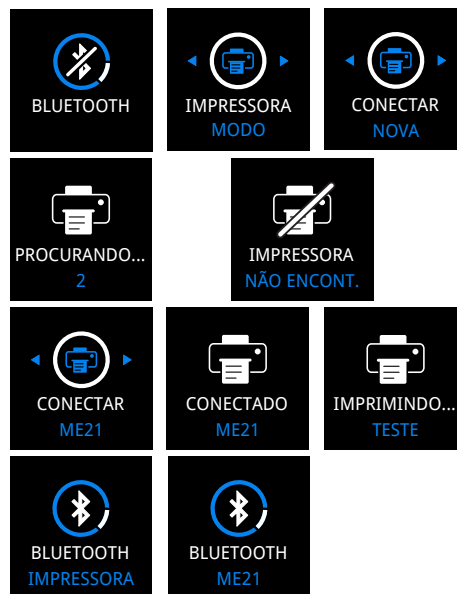 BLUETOOTH
IMPRESSORA
MODO
CONECTAR
NOVA
PROCURANDO...
2
IMPRESSORA
NÃO ENCONT.
CONECTAR
ME21
CONECTADO
ME21
IMPRIMINDO...
TESTE
BLUETOOTH
IMPRESSORA
BLUETOOTH
ME21